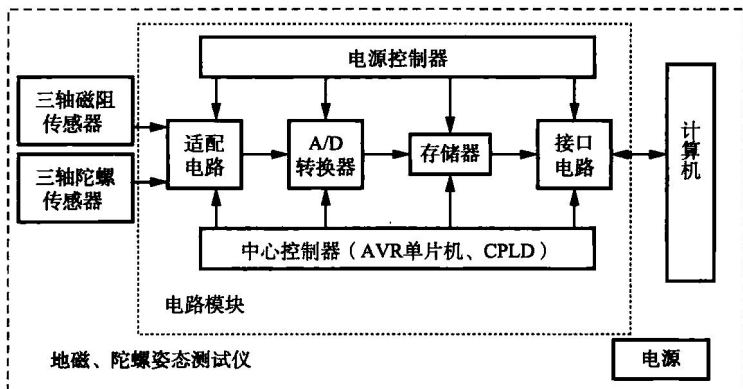 电源控制器
三轴磁阻
传感器
三轴陀螺
传感器
适配
电路
A/D
转换器
存储器
接口
电路
计算机
中心控制器（AVR单片机、CPLD）
电路模块
地磁、陀螺姿态测试仪
电源